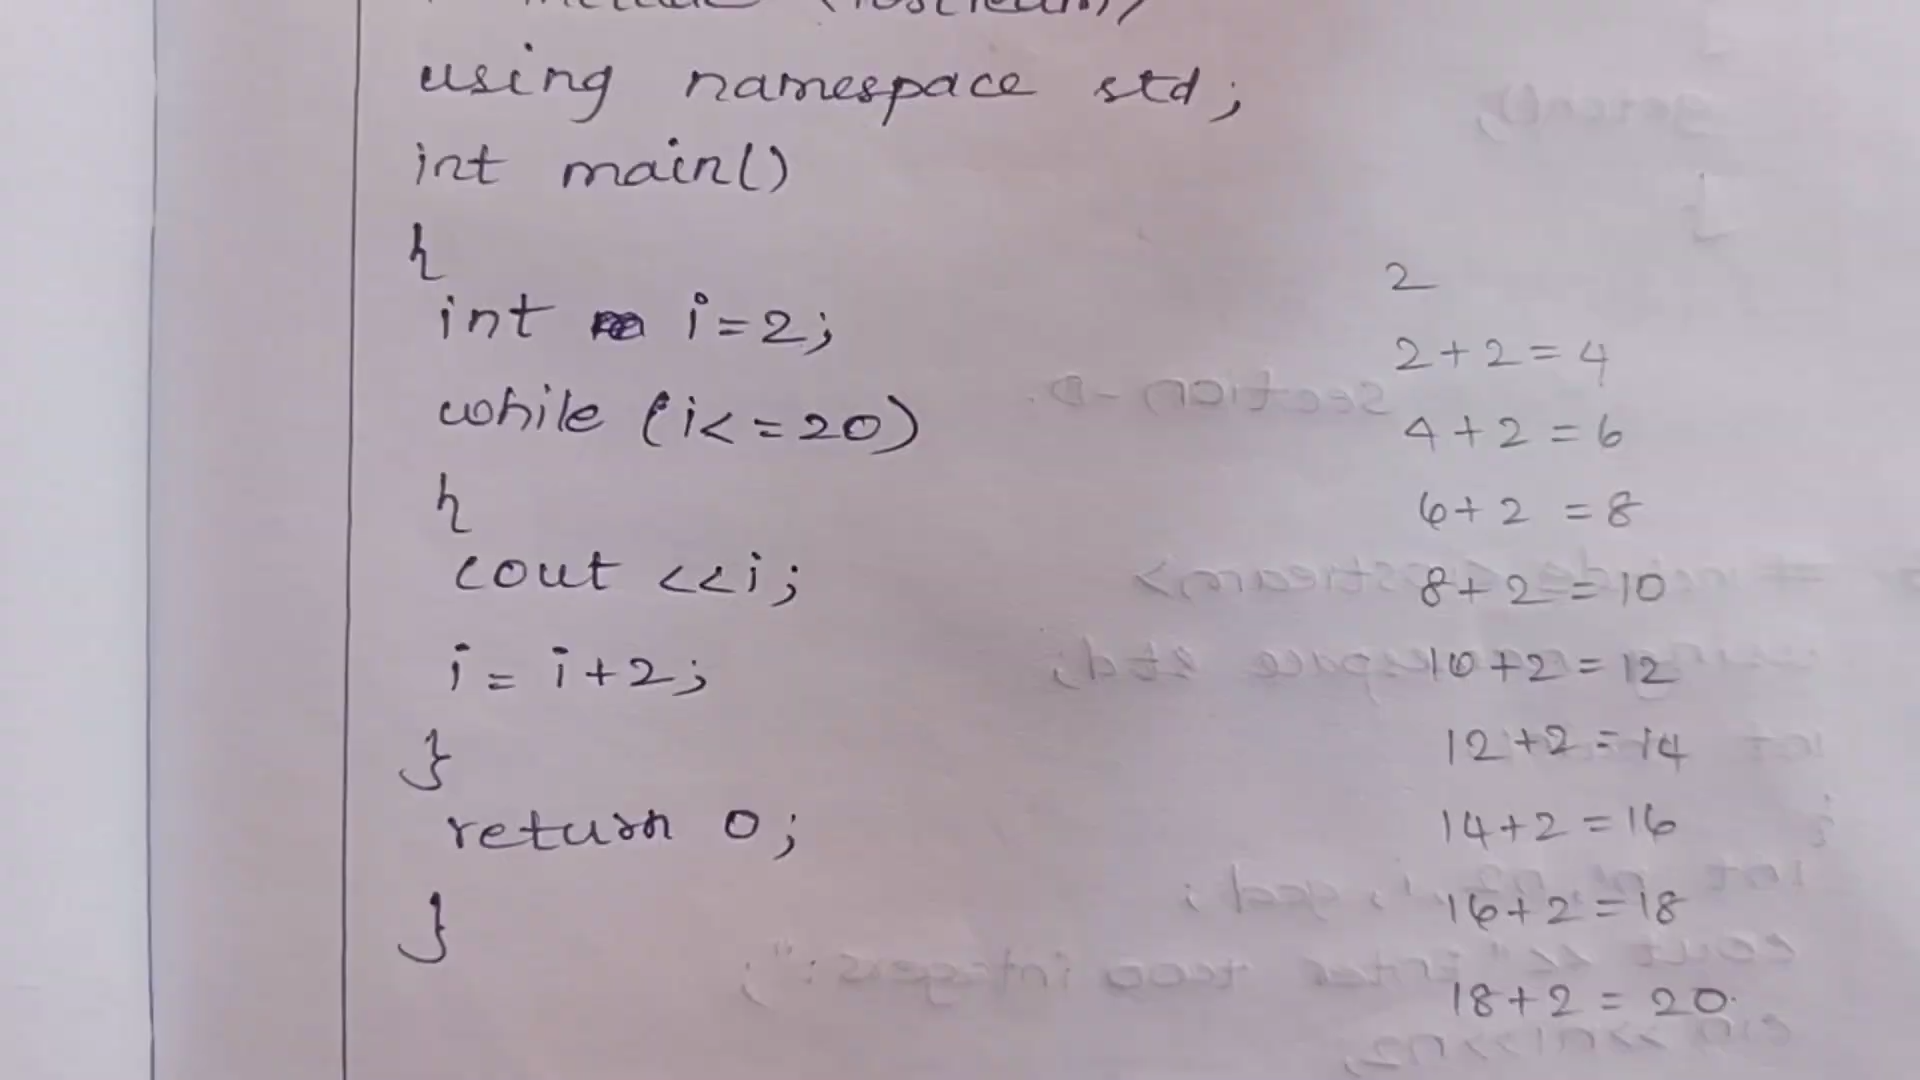 using namespace std;
int main()
{
int i=2;
while (i<=20)
{
cout <<i;
i = i+2;
}
return 0;
}
2
2+2=4
4+2=6
6+2=8
8+2=10
10+2=12
12+2=14
14+2=16
16+2=18
18+2=20